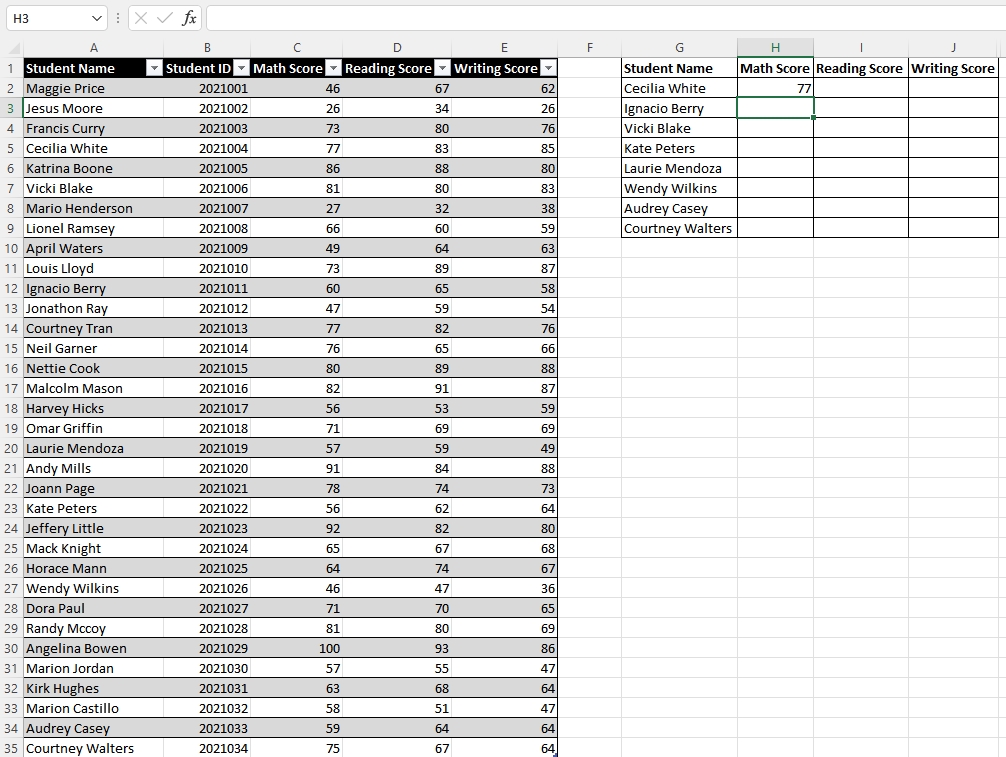 H3 fx
A B C D E F G H I J
1 Student Name Student ID Math Score Reading Score Writing Score Student Name Math Score Reading Score Writing Score
2 Maggie Price 2021001 46 67 62 Cecilia White 77
3 Jesus Moore 2021002 26 34 26 Ignacio Berry
4 Francis Curry 2021003 73 80 76 Vicki Blake
5 Cecilia White 2021004 77 83 85 Kate Peters
6 Katrina Boone 2021005 86 88 80 Laurie Mendoza
7 Vicki Blake 2021006 81 80 83 Wendy Wilkins
8 Mario Henderson 2021007 27 32 38 Audrey Casey
9 Lionel Ramsey 2021008 66 60 59 Courtney Walters
10 April Waters 2021009 49 64 63
11 Louis Lloyd 2021010 73 89 87
12 Ignacio Berry 2021011 60 65 58
13 Jonathon Ray 2021012 47 59 54
14 Courtney Tran 2021013 77 82 76
15 Neil Garner 2021014 76 65 66
16 Nettie Cook 2021015 80 89 88
17 Malcolm Mason 2021016 82 91 87
18 Harvey Hicks 2021017 56 53 59
19 Omar Griffin 2021018 71 69 69
20 Laurie Mendoza 2021019 57 59 49
21 Andy Mills 2021020 91 84 88
22 Joann Page 2021021 78 74 73
23 Kate Peters 2021022 56 62 64
24 Jeffery Little 2021023 92 82 80
25 Mack Knight 2021024 65 67 68
26 Horace Mann 2021025 64 74 67
27 Wendy Wilkins 2021026 46 47 36
28 Dora Paul 2021027 71 70 65
29 Randy Mccoy 2021028 81 80 69
30 Angelina Bowen 2021029 100 93 86
31 Marion Jordan 2021030 57 55 47
32 Kirk Hughes 2021031 63 68 64
33 Marion Castillo 2021032 58 51 47
34 Audrey Casey 2021033 59 64 64
35 Courtney Walters 2021034 75 67 64